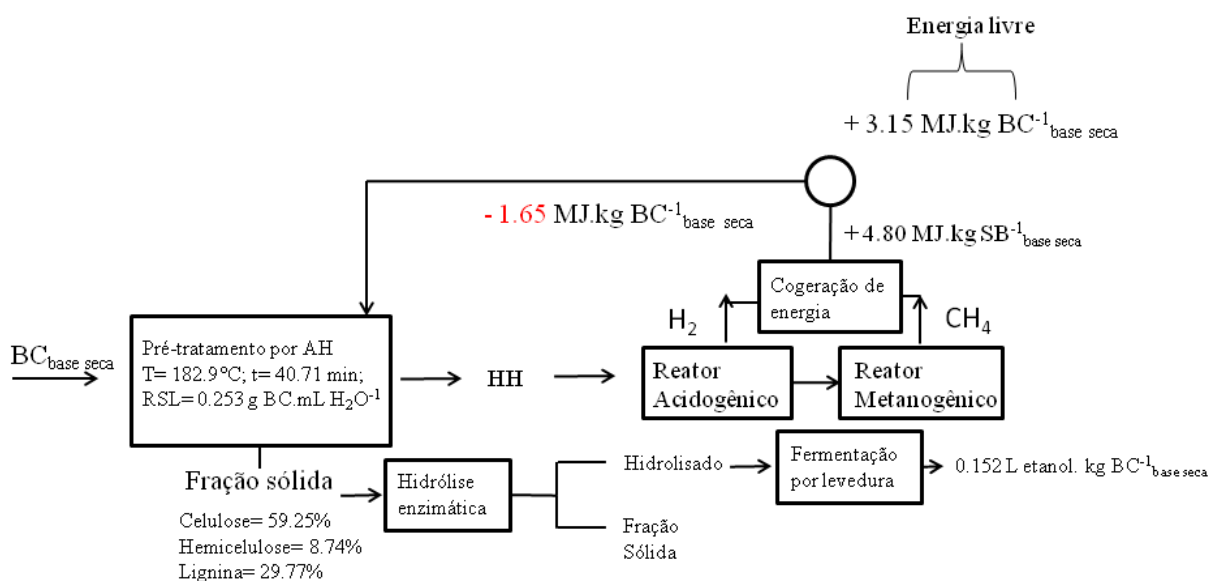 Energia livre
+ 3.15 MJ.kg BC⁻¹base seca
- 1.65 MJ.kg BC⁻¹base seca
+4.80 MJ.kg SB⁻¹base seca
Cogeração de
energia
H₂
CH₄
BCbase seca
Pré-tratamento por AH
T= 182.9°C; t= 40.71 min;
RSL= 0.253 g BC.mL H₂O⁻¹
HH
Reator
Acidogênico
Reator
Metanogênico
Fração sólida
Celulose= 59.25%
Hemicelulose= 8.74%
Lignina= 29.77%
Hidrólise
enzimática
Hidrolisado
Fração
Sólida
Fermentação
por levedura
0.152 L etanol. kg BC⁻¹base seca